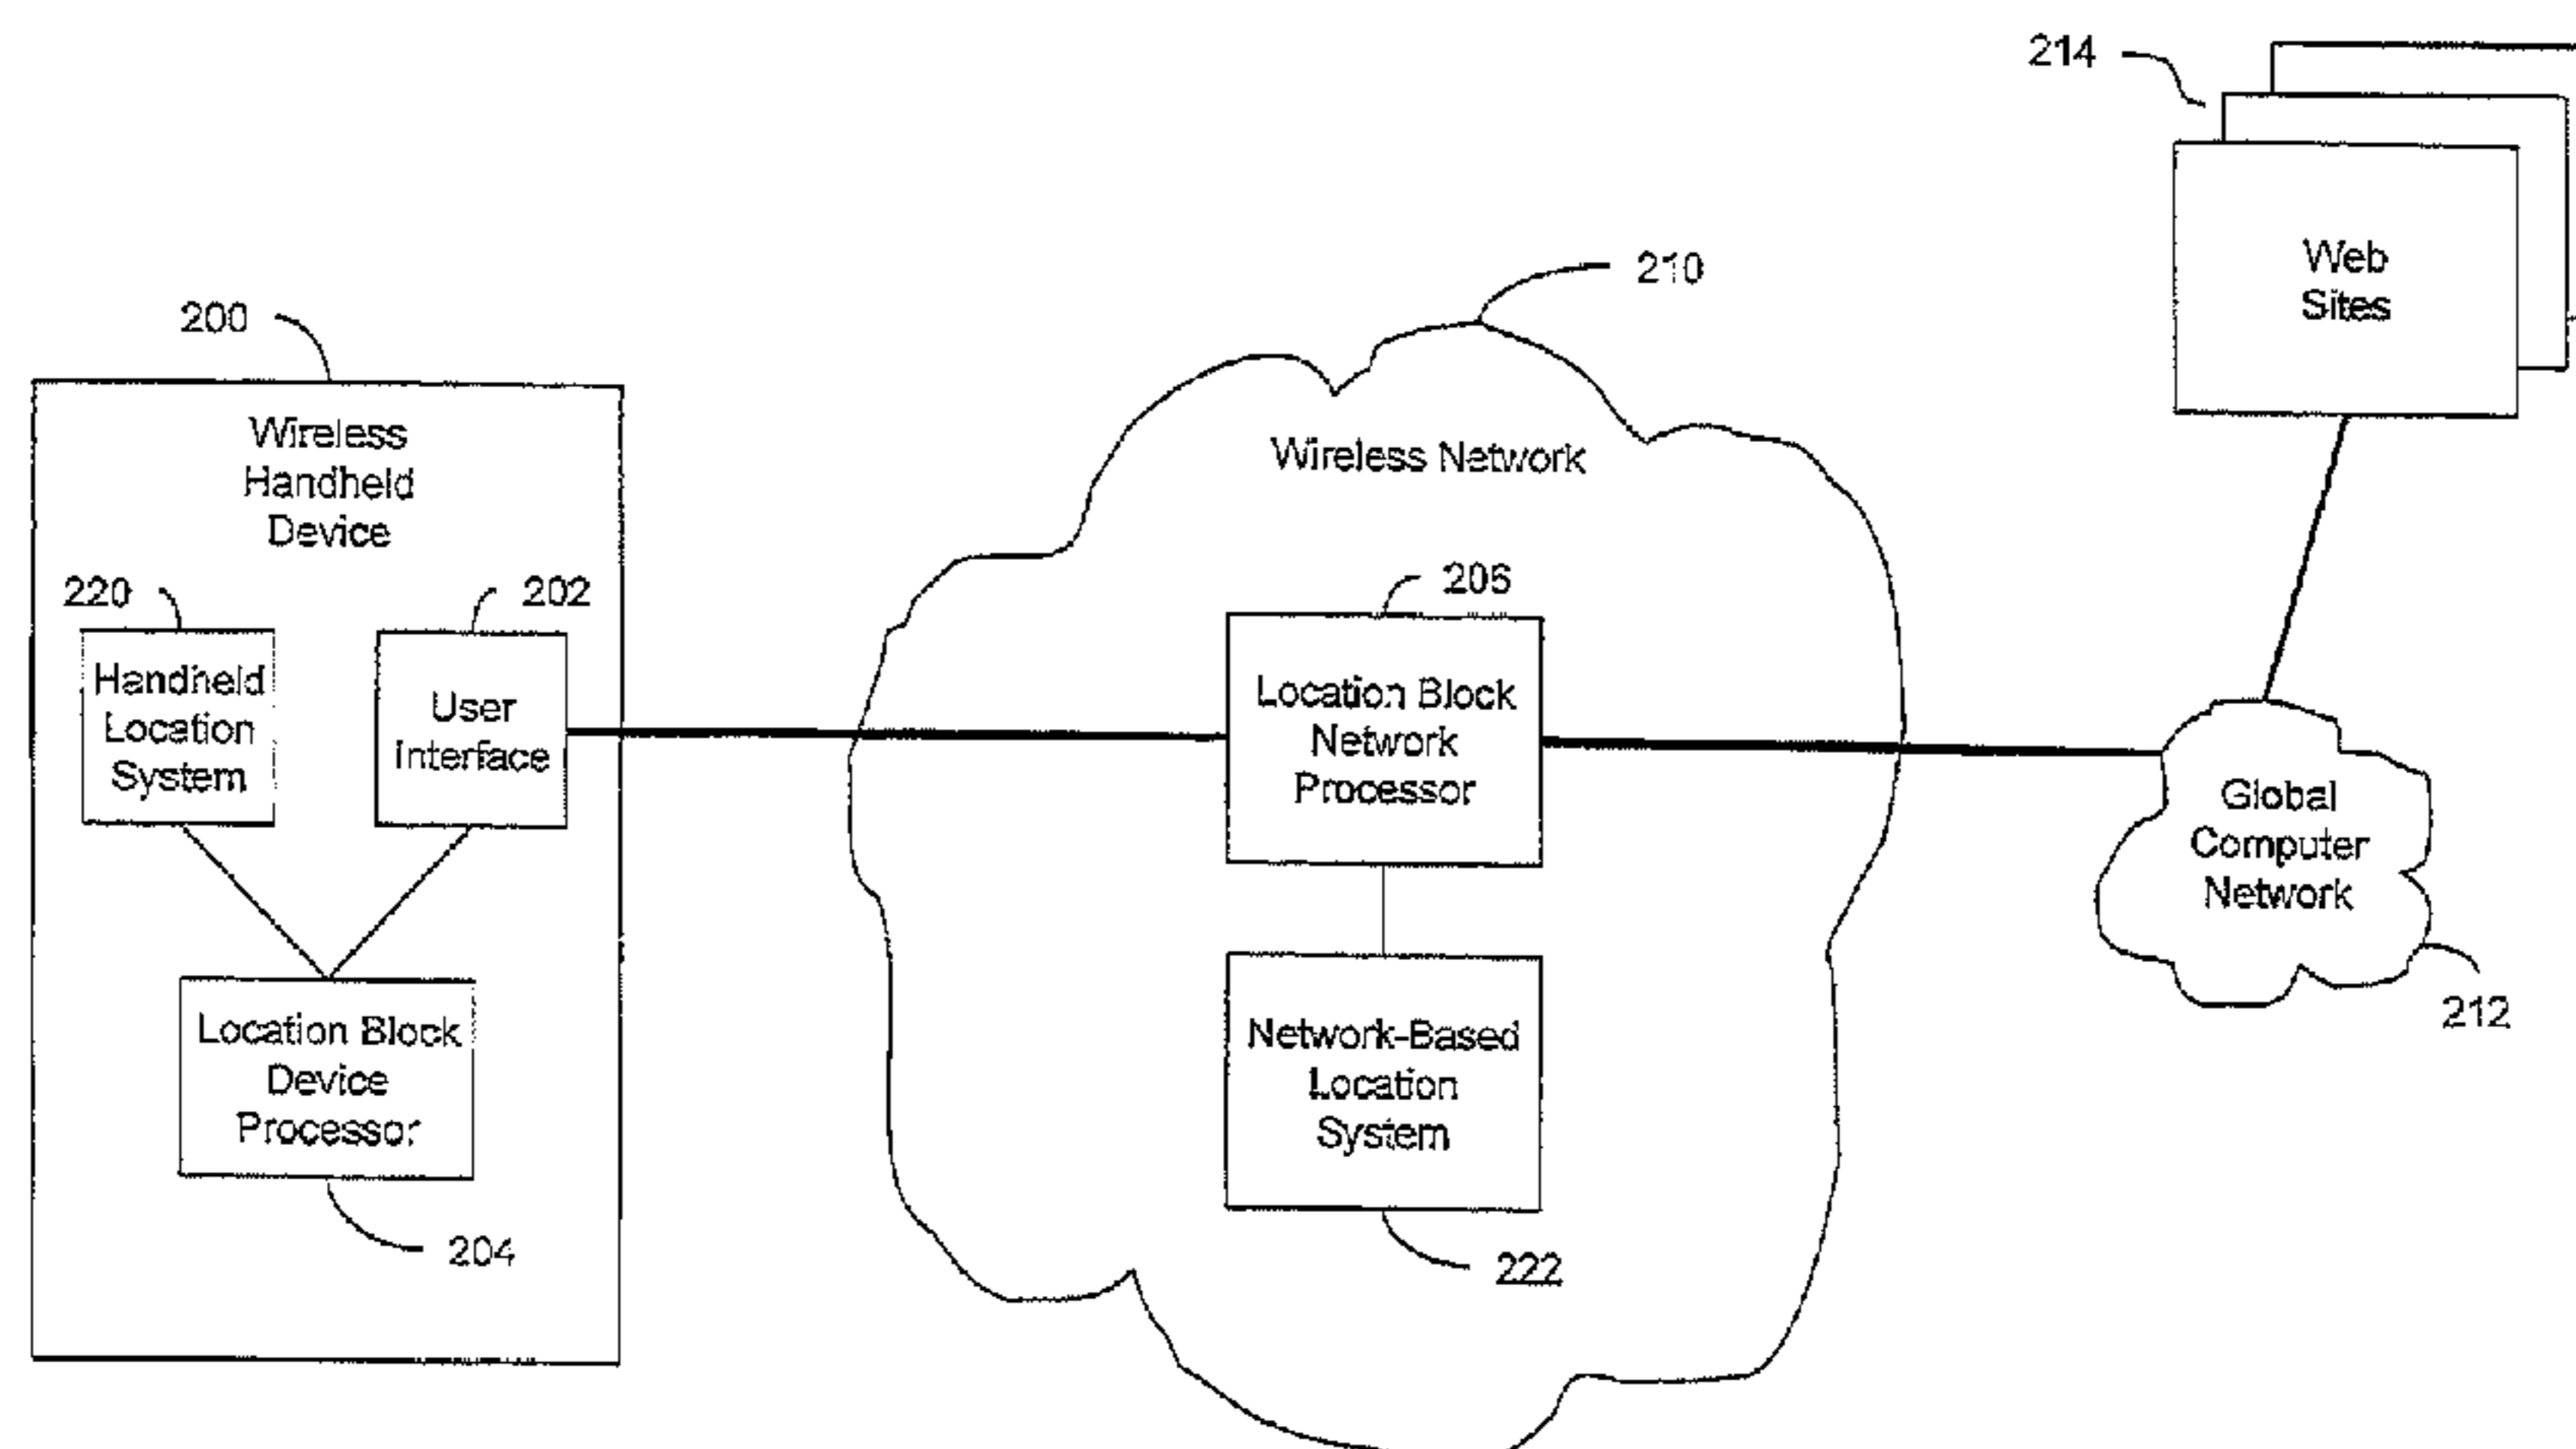 214
Web
Sites
210
200
Wireless Network
Wireless
Handheld
Device
220
202
206
Handheld
Location
System
User
Interface
Location Block
Network
Processor
Global
Computer
Network
212
Location Block
Device
Processor
204
Network-Based
Location
System
222